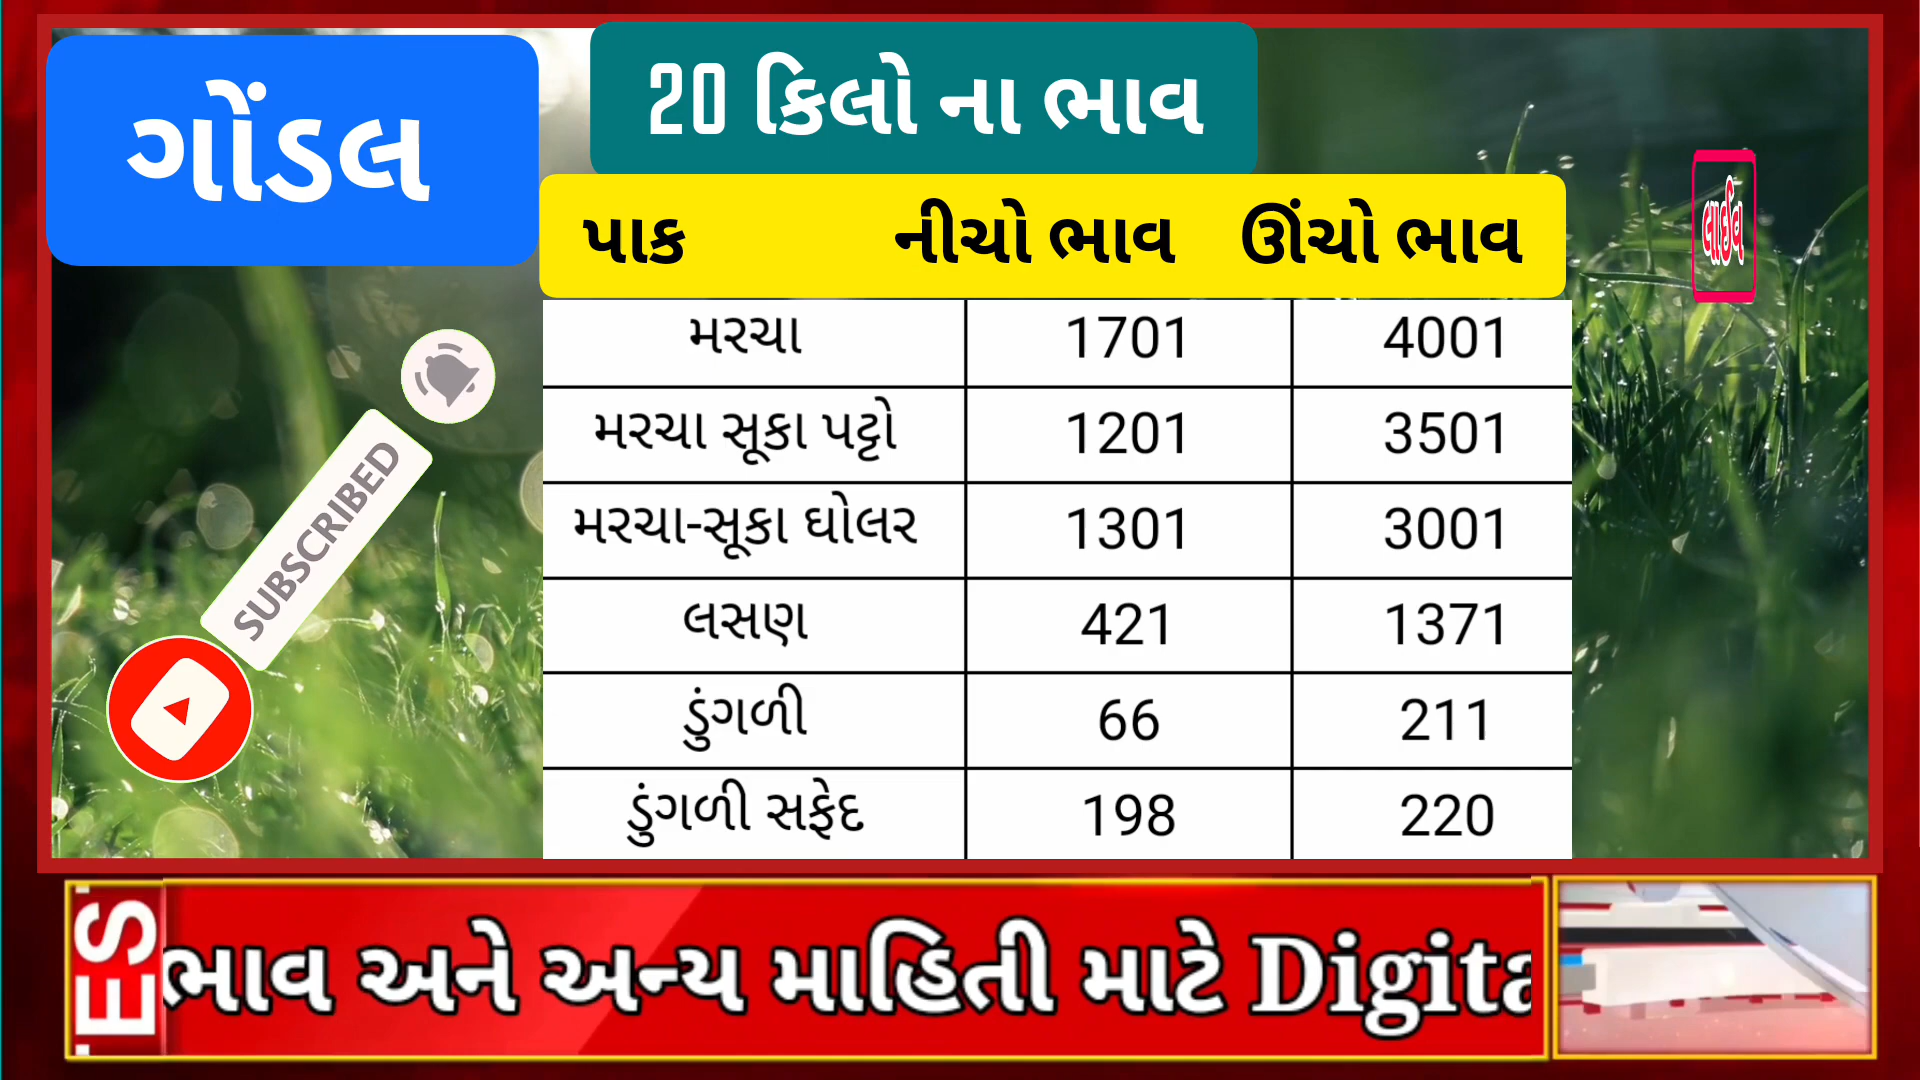 ગોંડલ
20 કિલો ના ભાવ
પાક નીચો ભાવ ઊંચો ભાવ
લાઈવ
મરચા 1701 4001
મરચા સૂકા પટ્ટો 1201 3501
મરચા-સૂકા ઘોલર 1301 3001
લસણ 421 1371
ડુંગળી 66 211
ડુંગળી સફેદ 198 220
SUBSCRIBED
ભાવ અને અન્ય માહિતી માટે Digita